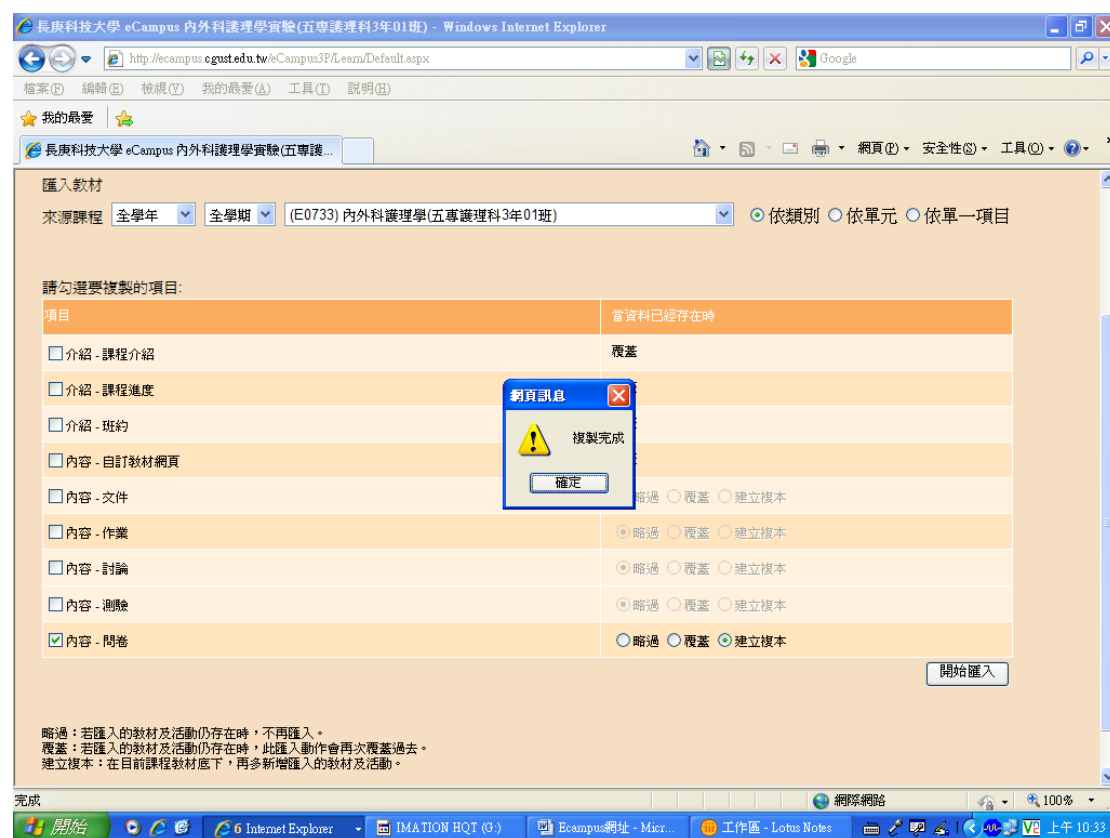 長庚科技大學 eCampus 內外科護理學實驗(五專護理科3年01班) - Windows Internet Explorer
http://ecampus.cgust.edu.tw/eCampus3P/Learn/Default.aspx
Google
檔案(F) 編輯(E) 檢視(V) 我的最愛(A) 工具(T) 說明(H)
我的最愛
長庚科技大學 eCampus 內外科護理學實驗(五專護...
網頁(P) 安全性(S) 工具(O)
匯入教材
來源課程 全學年 全學期 (E0733) 內外科護理學(五專護理科3年01班) 依類別 依單元 依單一項目
請勾選要複製的項目:
項目 當資料已經存在時
介紹 - 課程介紹 覆蓋
介紹 - 課程進度
介紹 - 班約
內容 - 自訂教材網頁
內容 - 文件 略過 覆蓋 建立複本
內容 - 作業 略過 覆蓋 建立複本
內容 - 討論 略過 覆蓋 建立複本
內容 - 測驗 略過 覆蓋 建立複本
內容 - 問卷 略過 覆蓋 建立複本
網頁訊息
複製完成
確定
開始匯入
略過：若匯入的教材及活動仍存在時，不再匯入。
覆蓋：若匯入的教材及活動仍存在時，此匯入動作會再次覆蓋過去。
建立複本：在目前課程教材底下，再多新增匯入的教材及活動。
完成 網際網路 100%
開始 6 Internet Explorer IMATION HQT (G:) Ecampus網址 - Micr... 工作區 - Lotus Notes 上午 10:33